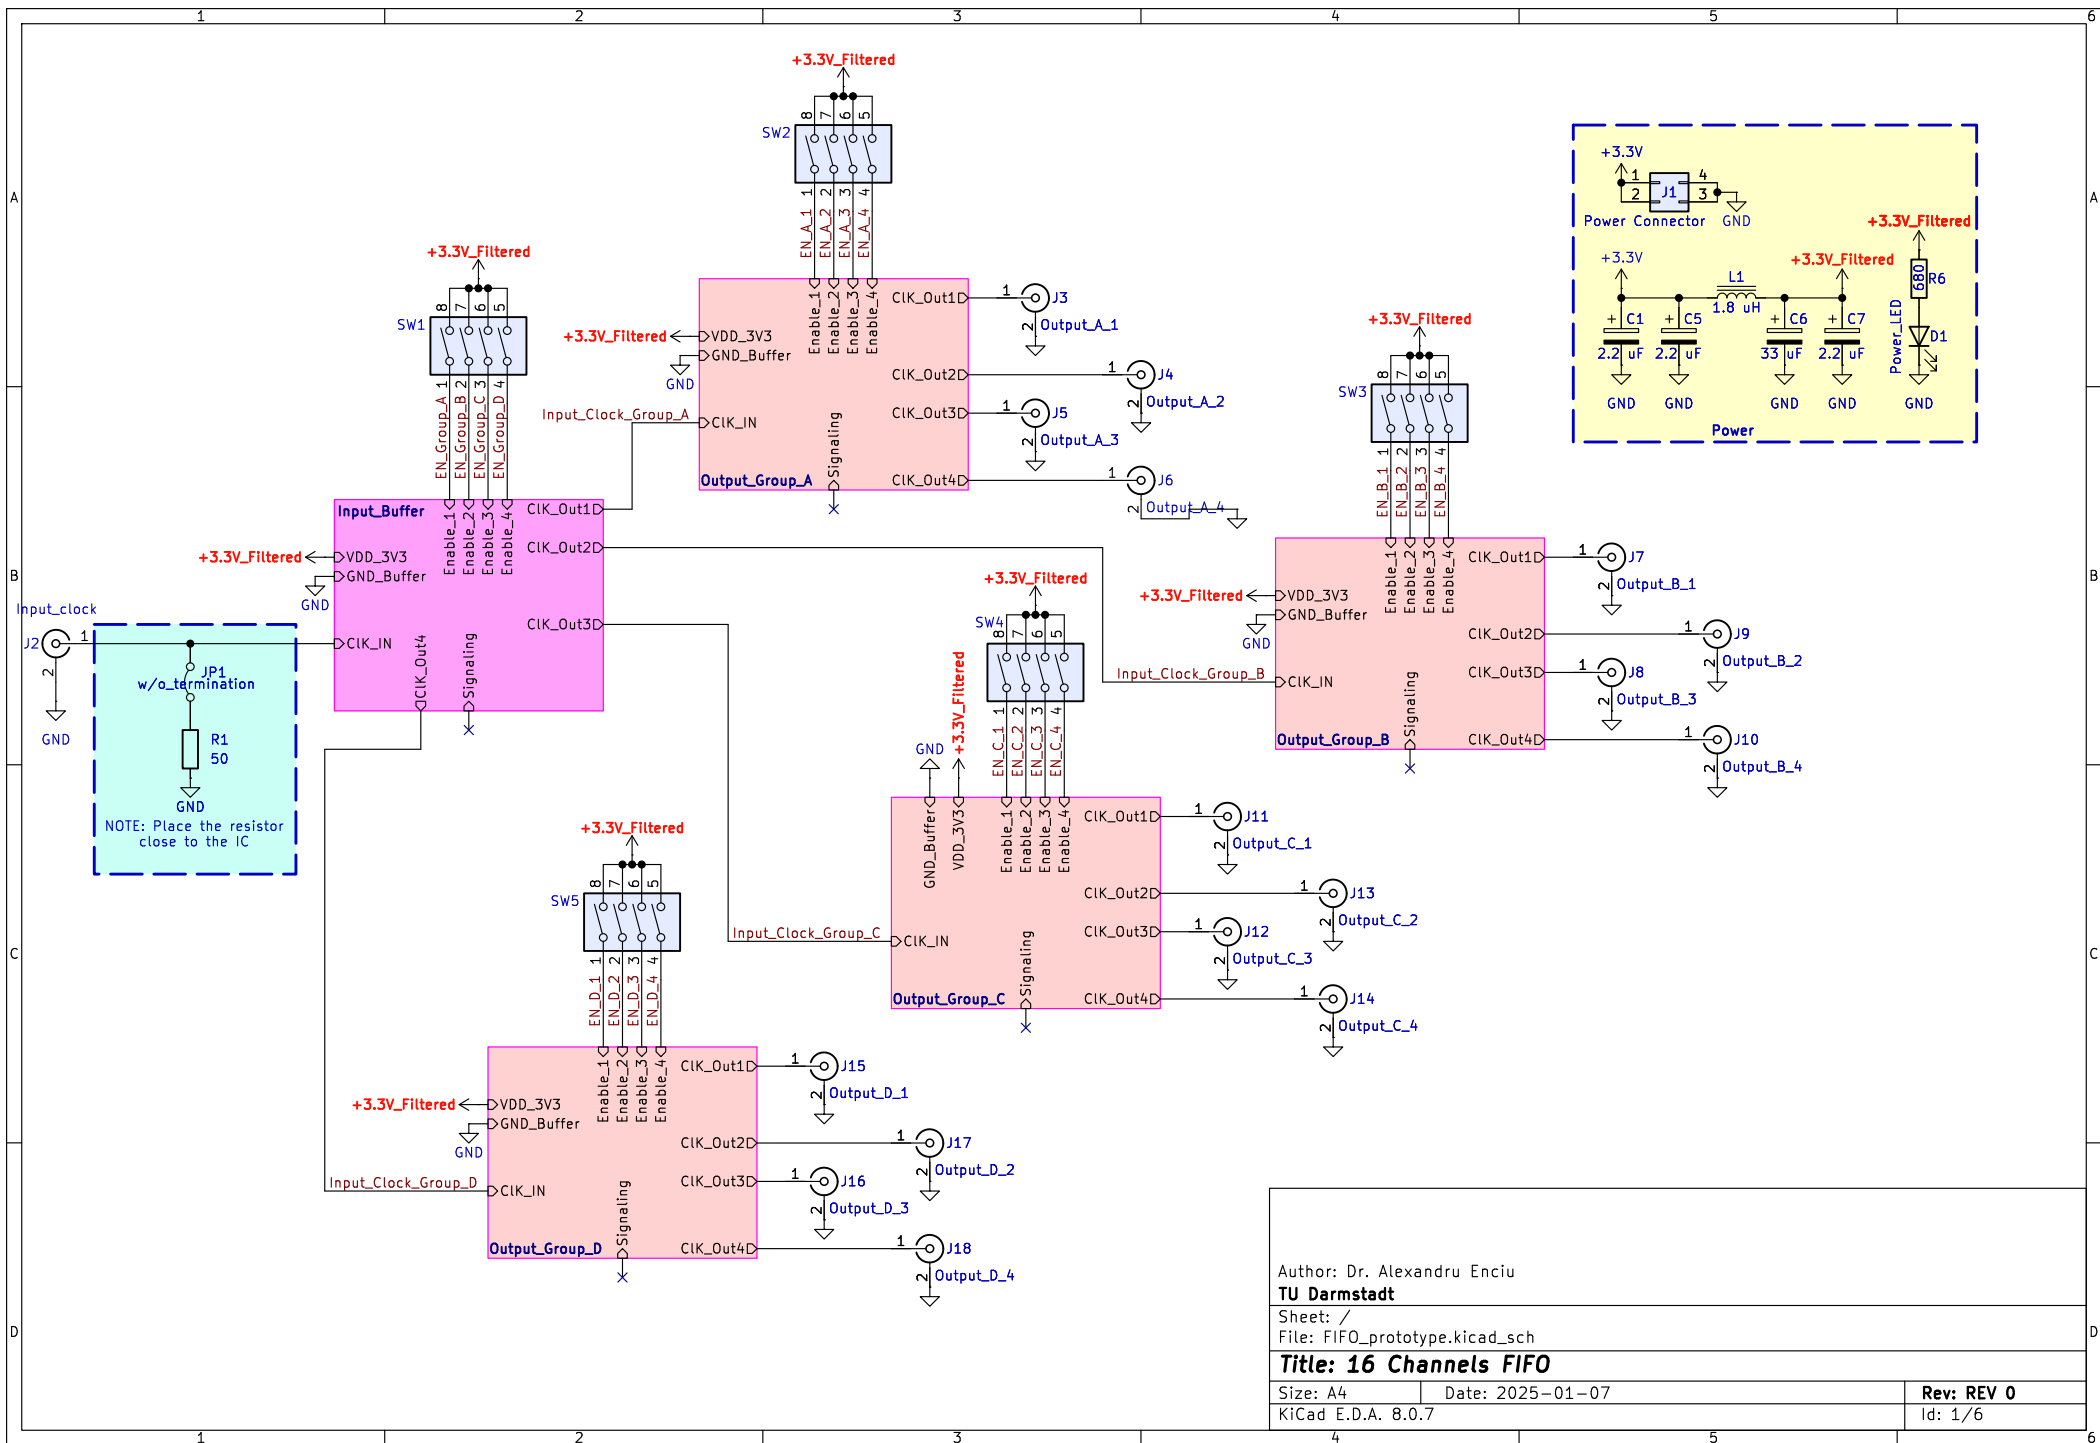 1 2 3 4 5 6
A
B
C
D
A
B
C
D
1 2 3 4 5 6
+3.3V_Filtered
SW2
8 7 6 5
1 2 3 4
EN_A_1
EN_A_2
EN_A_3
EN_A_4
Enable_1
Enable_2
Enable_3
Enable_4
+3.3V_Filtered
VDD_3V3
GND_Buffer
GND
Input_Clock_Group_A
ClK_IN
Signaling
Output_Group_A
ClK_Out1
ClK_Out2
ClK_Out3
ClK_Out4
1 J3
2 Output_A_1
1 J4
2 Output_A_2
1 J5
2 Output_A_3
1 J6
2 Output_A_4
+3.3V_Filtered
SW1
8 7 6 5
1 2 3 4
EN_Group_A
EN_Group_B
EN_Group_C
EN_Group_D
Input_Buffer
Enable_1
Enable_2
Enable_3
Enable_4
+3.3V_Filtered
VDD_3V3
GND_Buffer
GND
ClK_IN
ClK_Out4
Signaling
ClK_Out1
ClK_Out2
ClK_Out3
Input_clock
J2 1
2
GND
JP1
w/o_termination
R1
50
GND
NOTE: Place the resistor
close to the IC
+3.3V_Filtered
SW3
8 7 6 5
1 2 3 4
EN_B_1
EN_B_2
EN_B_3
EN_B_4
Enable_1
Enable_2
Enable_3
Enable_4
+3.3V_Filtered
VDD_3V3
GND_Buffer
GND
Input_Clock_Group_B
ClK_IN
Signaling
Output_Group_B
ClK_Out1
ClK_Out2
ClK_Out3
ClK_Out4
1 J7
2 Output_B_1
1 J9
2 Output_B_2
1 J8
2 Output_B_3
1 J10
2 Output_B_4
+3.3V_Filtered
SW4
8 7 6 5
1 2 3 4
EN_C_1
EN_C_2
EN_C_3
EN_C_4
GND
+3.3V_Filtered
GND_Buffer
VDD_3V3
Enable_1
Enable_2
Enable_3
Enable_4
Input_Clock_Group_C
ClK_IN
Signaling
Output_Group_C
ClK_Out1
ClK_Out2
ClK_Out3
ClK_Out4
1 J11
2 Output_C_1
1 J13
2 Output_C_2
1 J12
2 Output_C_3
1 J14
2 Output_C_4
+3.3V_Filtered
SW5
8 7 6 5
1 2 3 4
EN_D_1
EN_D_2
EN_D_3
EN_D_4
Enable_1
Enable_2
Enable_3
Enable_4
+3.3V_Filtered
VDD_3V3
GND_Buffer
GND
Input_Clock_Group_D
ClK_IN
Signaling
Output_Group_D
ClK_Out1
ClK_Out2
ClK_Out3
ClK_Out4
1 J15
2 Output_D_1
1 J17
2 Output_D_2
1 J16
2 Output_D_3
1 J18
2 Output_D_4
+3.3V
1 J1 4
2 3
Power Connector
GND
+3.3V_Filtered
680 R6
Power_LED
D1
GND
+3.3V
L1
1.8 uH
+3.3V_Filtered
+ C1
2.2 uF
GND
+ C5
2.2 uF
GND
+ C6
33 uF
GND
+ C7
2.2 uF
GND
Power
Author: Dr. Alexandru Enciu
TU Darmstadt
Sheet: /
File: FIFO_prototype.kicad_sch
Title: 16 Channels FIFO
Size: A4 Date: 2025-01-07 Rev: REV 0
KiCad E.D.A. 8.0.7 Id: 1/6